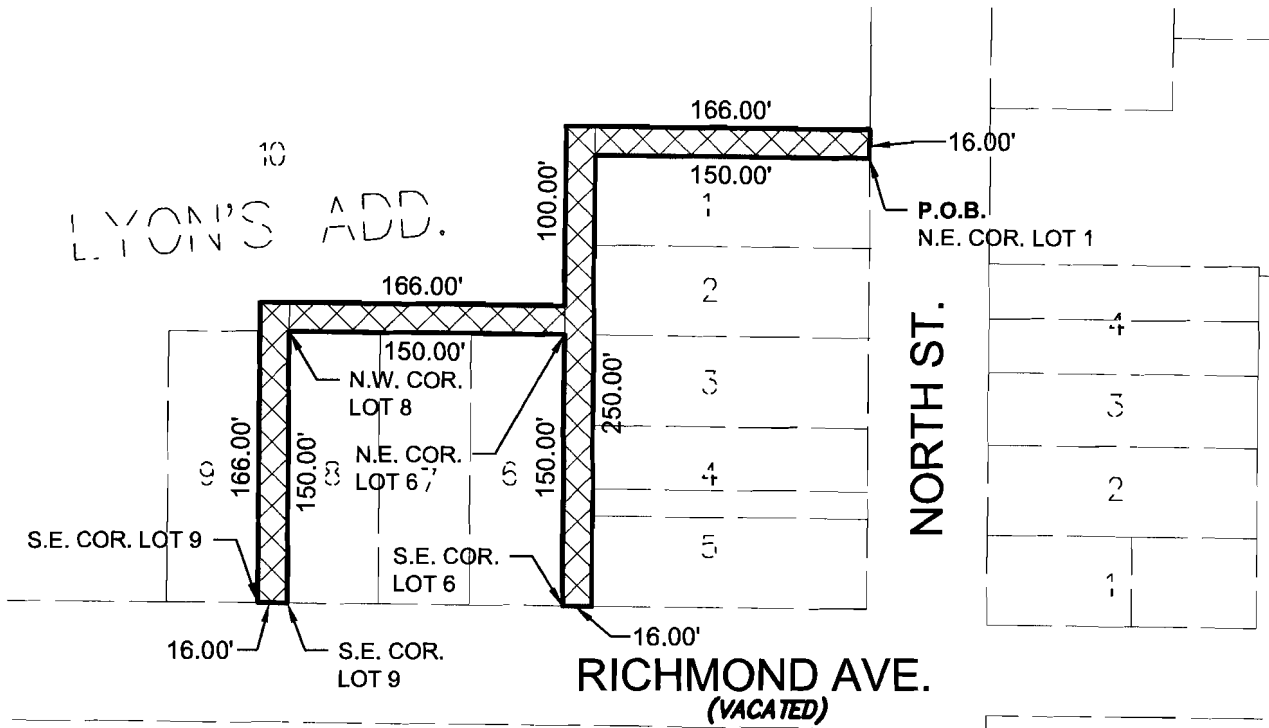 166.00'
16.00'
10
150.00'
1
P.O.B.
N.E. COR. LOT 1
LYON'S ADD.
100.00'
166.00'
2
4
150.00'
N.W. COR.
LOT 8
3
250.00'
NORTH ST.
3
166.00'
150.00'
N.E. COR.
LOT 6
150.00'
9
8
7
6
4
2
S.E. COR. LOT 9
S.E. COR.
LOT 6
5
1
16.00'
S.E. COR.
LOT 9
16.00'
RICHMOND AVE.
(VACATED)